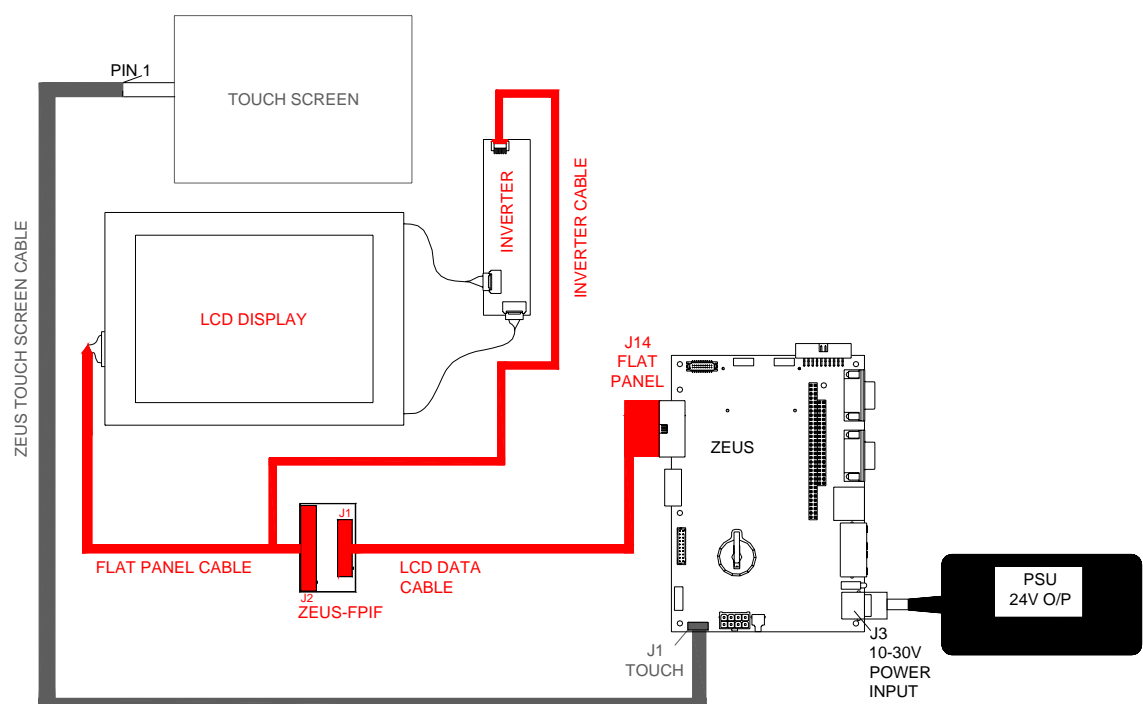 PIN 1
TOUCH SCREEN
ZEUS TOUCH SCREEN CABLE
INVERTER
INVERTER CABLE
LCD DISPLAY
J14
FLAT
PANEL
ZEUS
J1
J2
FLAT PANEL CABLE
ZEUS-FPIF
LCD DATA
CABLE
PSU
24V O/P
J1
TOUCH
J3
10-30V
POWER
INPUT